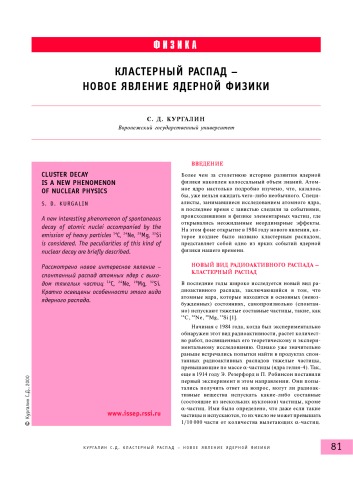 ФИЗИКА
КЛАСТЕРНЫЙ РАСПАД –
НОВОЕ ЯВЛЕНИЕ ЯДЕРНОЙ ФИЗИКИ
С. Д. КУРГАЛИН
Воронежский государственный университет
CLUSTER DECAY
IS A NEW PHENOMENON
OF NUCLEAR PHYSICS
S. D. KURGALIN
A new interesting phenomenon of spontaneous
decay of atomic nuclei accompanied by the
emission of heavy particles ¹⁴C, ²⁴Ne, ²⁸Mg, ³²Si
is considered. The peculiarities of this kind of
nuclear decay are briefly described.
Рассмотрено новое интересное явление –
спонтанный распад атомных ядер с выхо-
дом тяжелых частиц ¹⁴C, ²⁴Ne, ²⁸Mg, ³²Si.
Кратко освещены особенности этого вида
ядерного распада.
© Кургалин С.Д., 2000
www.issep.rssi.ru
ВВЕДЕНИЕ
Более чем за столетнюю историю развития ядерной
физики накоплен колоссальный объем знаний. Атом-
ное ядро настолько подробно изучено, что, казалось
бы, уже нельзя ожидать чего-либо необычного. Специ-
алисты, занимавшиеся исследованием атомного ядра,
в последнее время с завистью следили за событиями,
происходившими в физике элементарных частиц, где
открывались неожиданные неординарные эффекты.
На этом фоне открытие в 1984 году нового явления, ко-
торое позднее было названо кластерным распадом,
представляет собой одно из ярких событий ядерной
физики нашего времени.
НОВЫЙ ВИД РАДИОАКТИВНОГО РАСПАДА –
КЛАСТЕРНЫЙ РАСПАД
В последние годы широко исследуется новый вид ра-
диоактивного распада, заключающийся в том, что
атомные ядра, которые находятся в основных (невоз-
бужденных) состояниях, самопроизвольно (спонтан-
но) испускают тяжелые составные частицы, такие, как
¹⁴C, ²⁴Ne, ²⁸Mg, ³²Si [1].
Начиная с 1984 года, когда был экспериментально
обнаружен этот вид радиоактивности, растет количест-
во работ, посвященных его теоретическому и экспери-
ментальному исследованию. Однако уже значительно
раньше встречались попытки найти в продуктах спон-
танных радиоактивных распадов тяжелые частицы,
превышающие по массе α-частицы (ядра гелия-4). Так,
еще в 1914 году Э. Резерфорд и П. Робинсон поставили
первый эксперимент в этом направлении. Они попы-
тались получить ответ на вопрос, могут ли радиоак-
тивные вещества испускать какие-либо составные
(состоящие из нескольких нуклонов) частицы, кроме
α-частиц. Ими было определено, что даже если такие
частицы и испускаются, то их число не может превышать
1/10 000 части от количества вылетающих α-частиц.
КУРГАЛИН С.Д. КЛАСТЕРНЫЙ РАСПАД – НОВОЕ ЯВЛЕНИЕ ЯДЕРНОЙ ФИЗИКИ
81